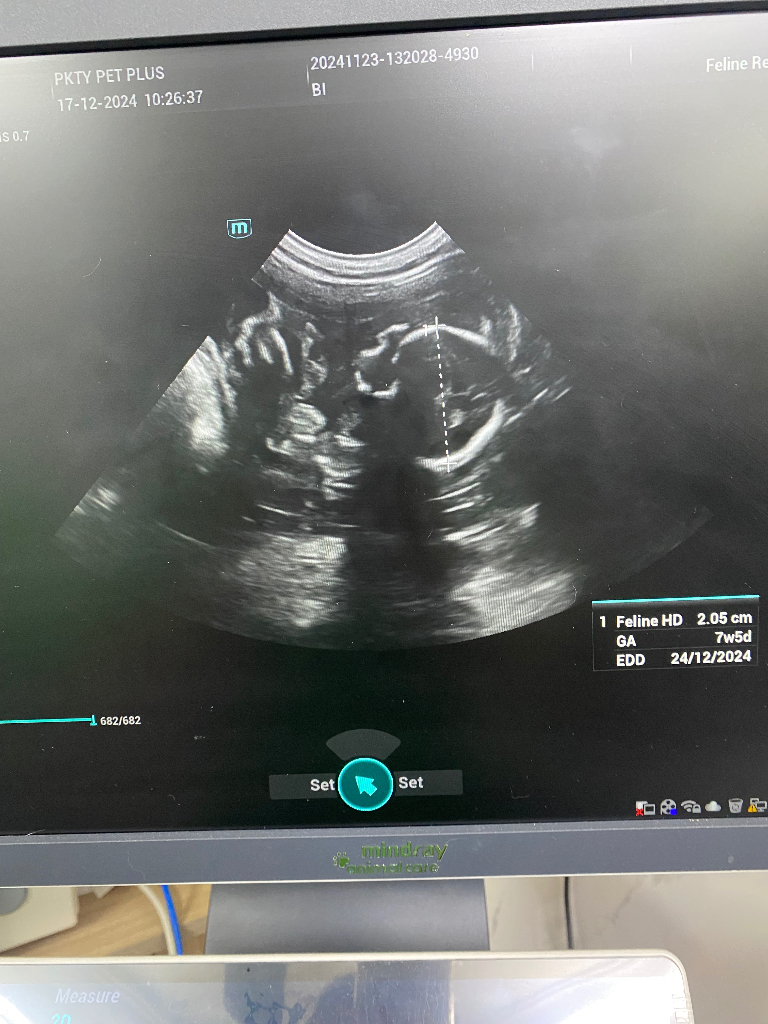 PKTY PET PLUS
17-12-2024 10:26:37
20241123-132028-4930
BI
Feline Re
IS 0.7
m
1
1 Feline HD 2.05 cm
GA 7w5d
EDD 24/12/2024
682/682
Set Set
mindray
animal care
Measure
20